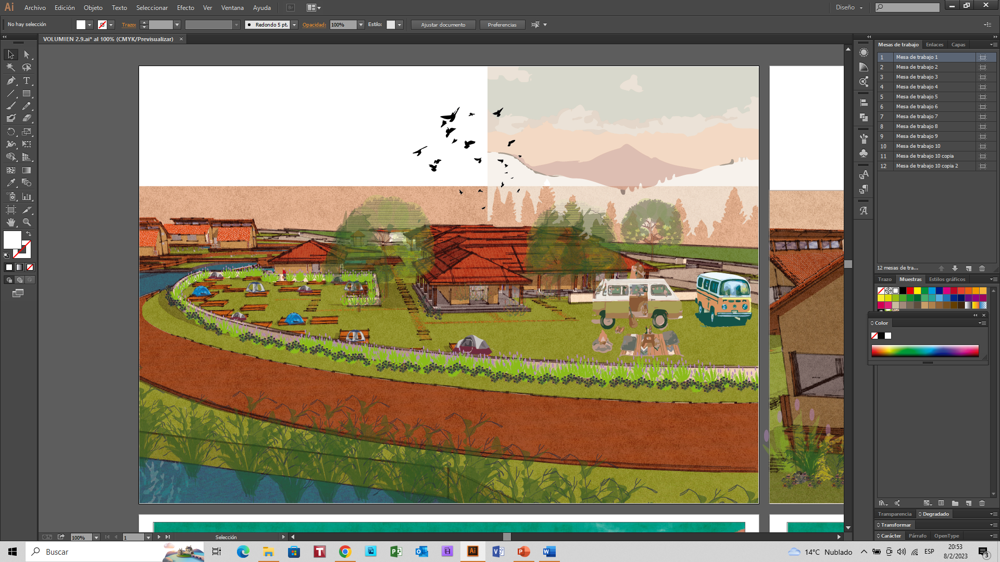 Ai Archivo Edición Objeto Texto Seleccionar Efecto Ver Ventana Ayuda Br Diseño
No hay selección Trazo: Redondo 5 pt. Opacidad: 100% Estilo: Ajustar documento Preferencias
VOLUMIEN 2.9.ai* al 100% (CMYK/Previsualizar) ×
Mesas de trabajo Enlaces Capas
1 Mesa de trabajo 1
2 Mesa de trabajo 2
3 Mesa de trabajo 3
4 Mesa de trabajo 4
5 Mesa de trabajo 5
6 Mesa de trabajo 6
7 Mesa de trabajo 7
8 Mesa de trabajo 8
9 Mesa de trabajo 9
10 Mesa de trabajo 10
11 Mesa de trabajo 10 copia
12 Mesa de trabajo 10 copia 2
12 mesas de tra...
Trazo Muestras Estilos gráficos
Color
Transparencia Degradado
Transformar
Carácter Párrafo OpenType
100% 1 Selección
Buscar
14°C Nublado ESP
20:53
8/2/2023
3